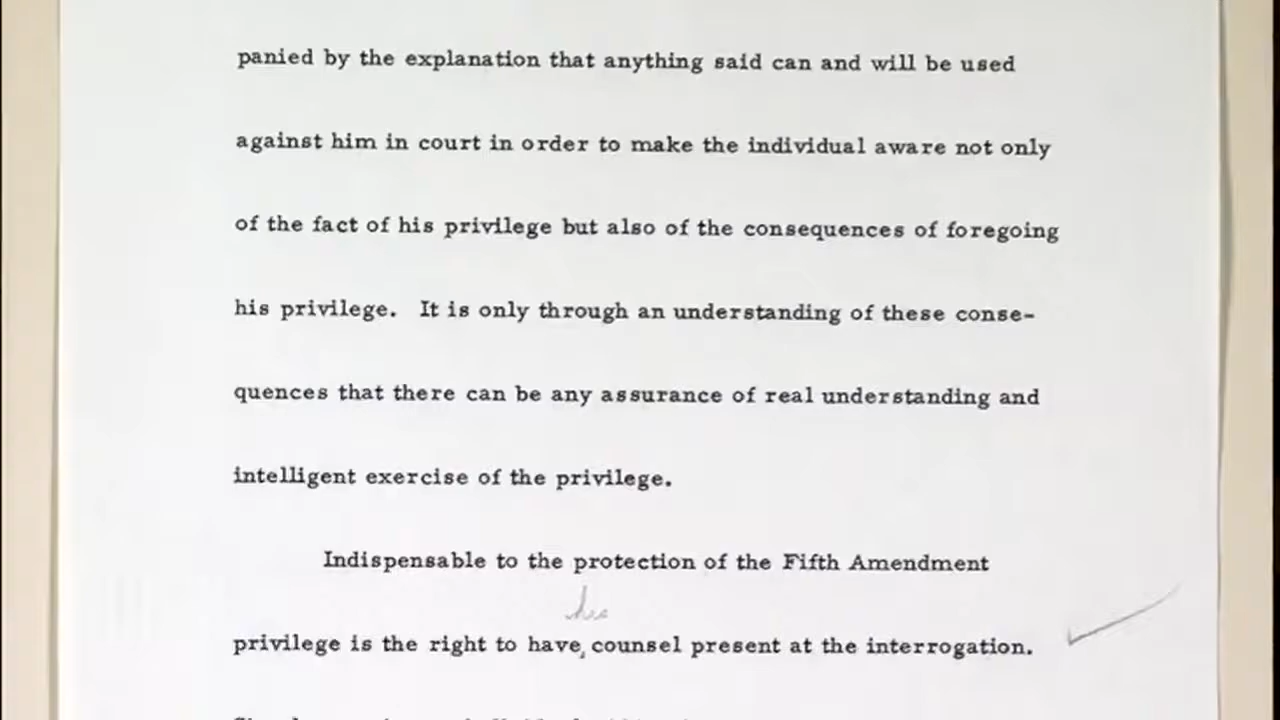 panied by the explanation that anything said can and will be used
against him in court in order to make the individual aware not only
of the fact of his privilege but also of the consequences of foregoing
his privilege. It is only through an understanding of these conse-
quences that there can be any assurance of real understanding and
intelligent exercise of the privilege.
Indispensable to the protection of the Fifth Amendment
his
privilege is the right to have counsel present at the interrogation.